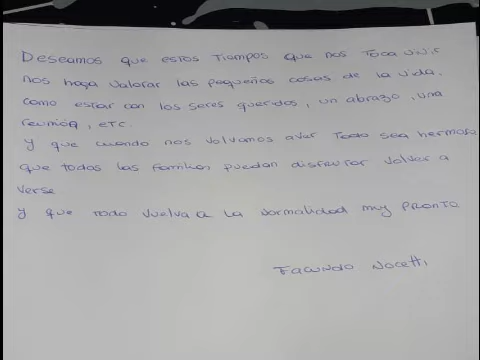 Deseamos que estos tiempos que nos toca vivir
nos haga valorar las pequeñas cosas de la vida,
como estar con los seres queridos, un abrazo, una
reunión, etc.
Y que cuando nos volvamos aver todo sea hermoso
que todas las familias puedan disfrutar volver a
verse
y que todo vuelva a la normalidad muy pronto
Facundo Nocetti